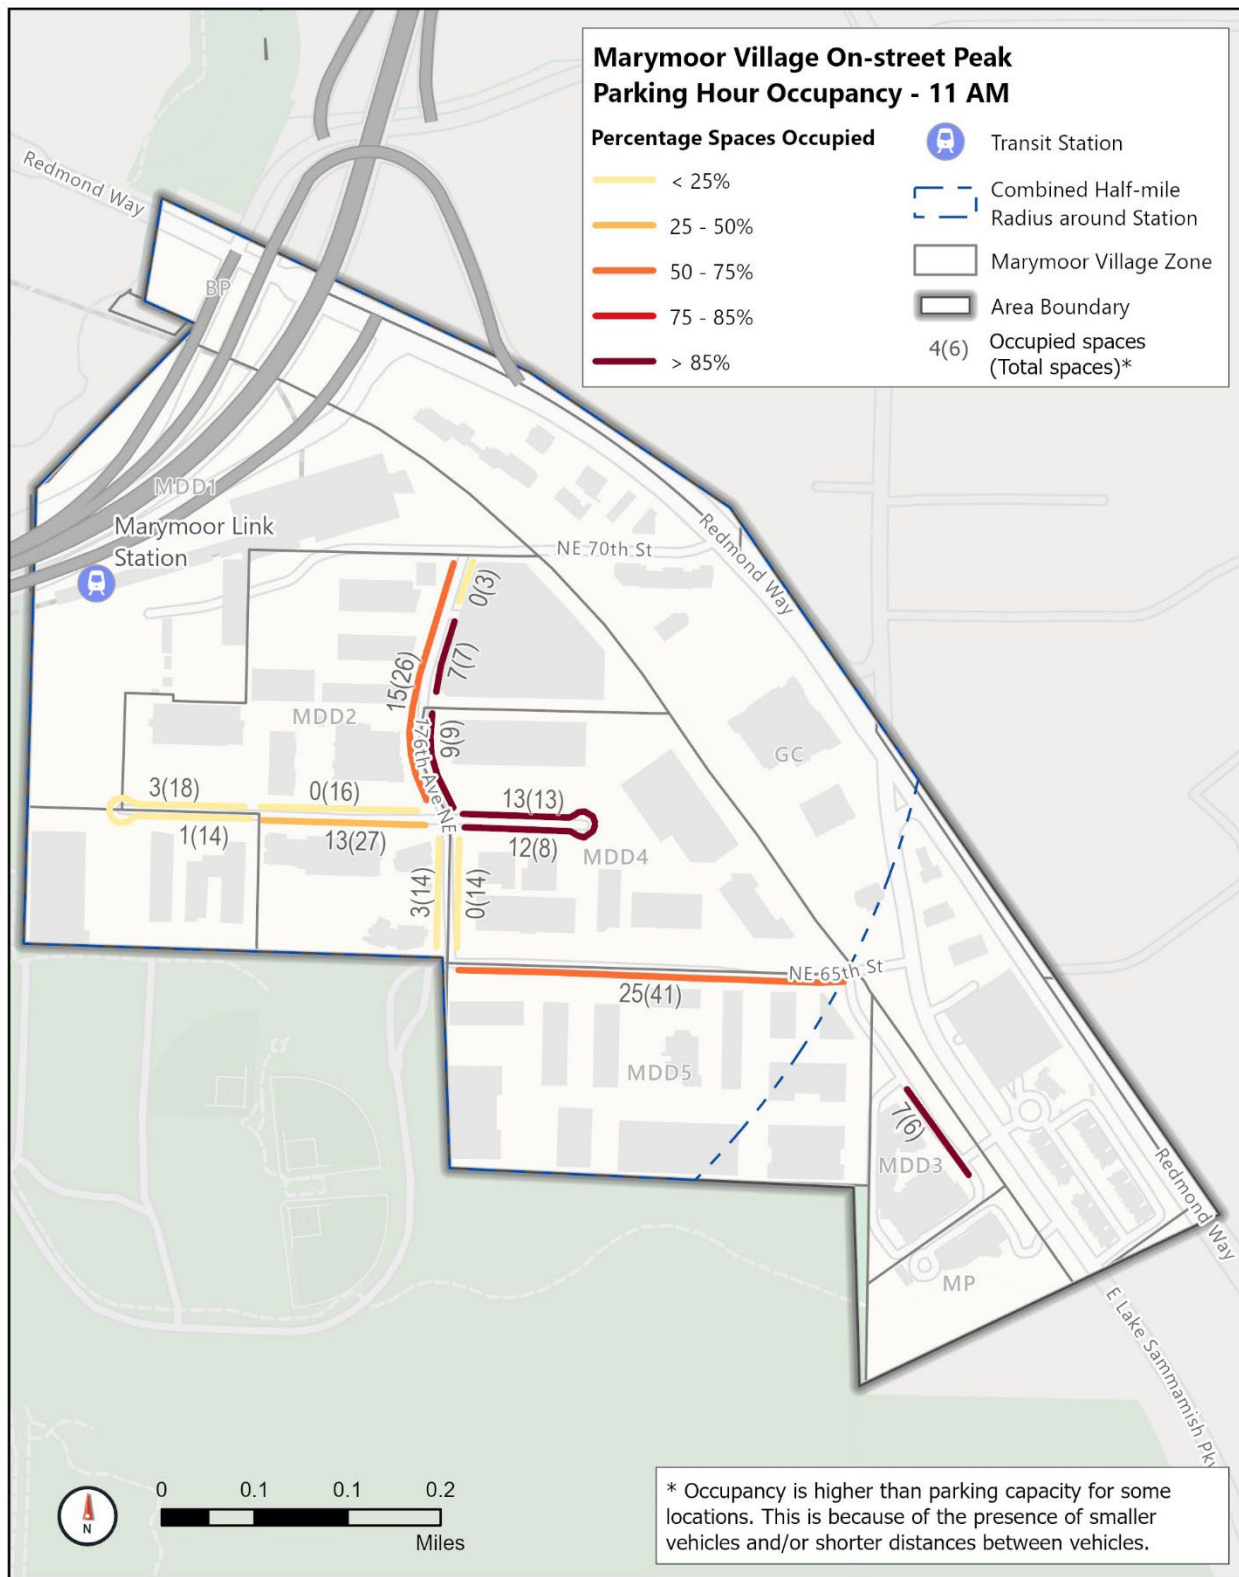 Marymoor Village On-street Peak
Parking Hour Occupancy - 11 AM
Percentage Spaces Occupied
< 25%
25 - 50%
50 - 75%
75 - 85%
> 85%
Transit Station
Combined Half-mile
Radius around Station
Marymoor Village Zone
Area Boundary
4(6)
Occupied spaces
(Total spaces)*
Redmond Way
BP
MDD1
Marymoor Link
Station
NE 70th St
Redmond Way
0(3)
7(7)
15(26)
MDD2
176th Ave NE
9(9)
GC
3(18)
0(16)
13(13)
1(14)
13(27)
12(8)
MDD4
3(14)
0(14)
NE 65th St
25(41)
MDD5
7(6)
MDD3
Redmond Way
MP
E Lake Sammamish Pkw
0
0.1
0.1
0.2
Miles
N
* Occupancy is higher than parking capacity for some
locations. This is because of the presence of smaller
vehicles and/or shorter distances between vehicles.